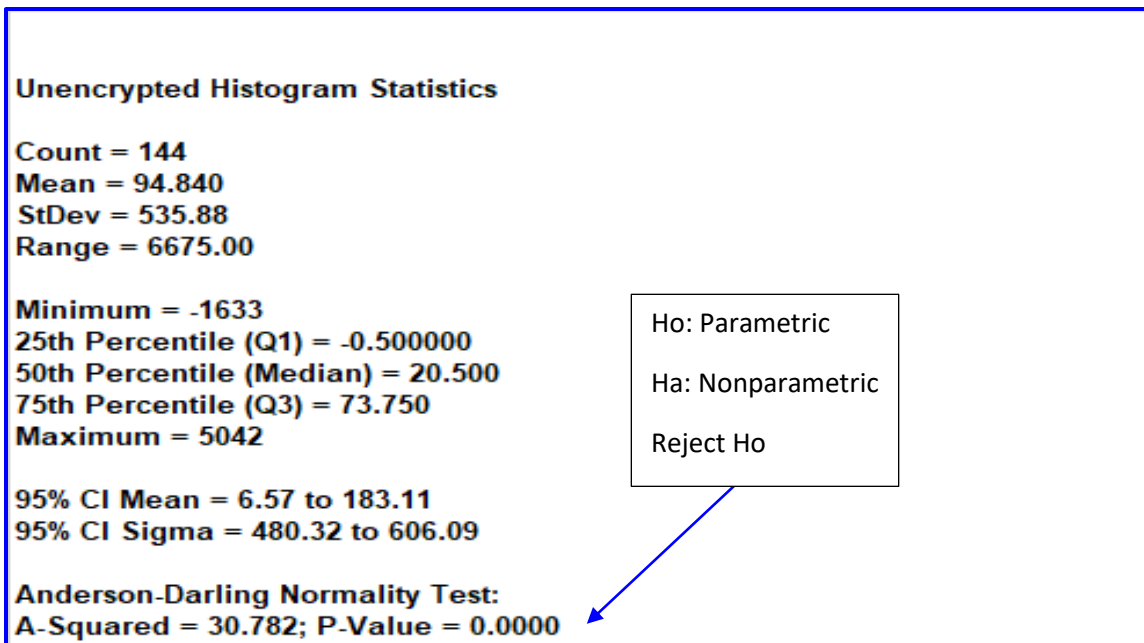 Unencrypted Histogram Statistics
Count = 144
Mean = 94.840
StDev = 535.88
Range = 6675.00
Minimum = -1633
25th Percentile (Q1) = -0.500000
50th Percentile (Median) = 20.500
75th Percentile (Q3) = 73.750
Maximum = 5042
95% CI Mean = 6.57 to 183.11
95% CI Sigma = 480.32 to 606.09
Anderson-Darling Normality Test:
A-Squared = 30.782; P-Value = 0.0000
Ho: Parametric
Ha: Nonparametric
Reject Ho